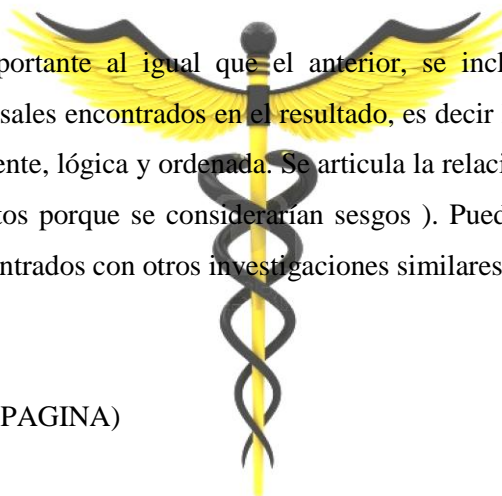 portante al igual que el anterior, se incl
sales encontrados en el resultado, es decir
ente, lógica y ordenada. Se articula la relaci
tos porque se considerarían sesgos ). Pued
ntrados con otros investigaciones similares
PAGINA)